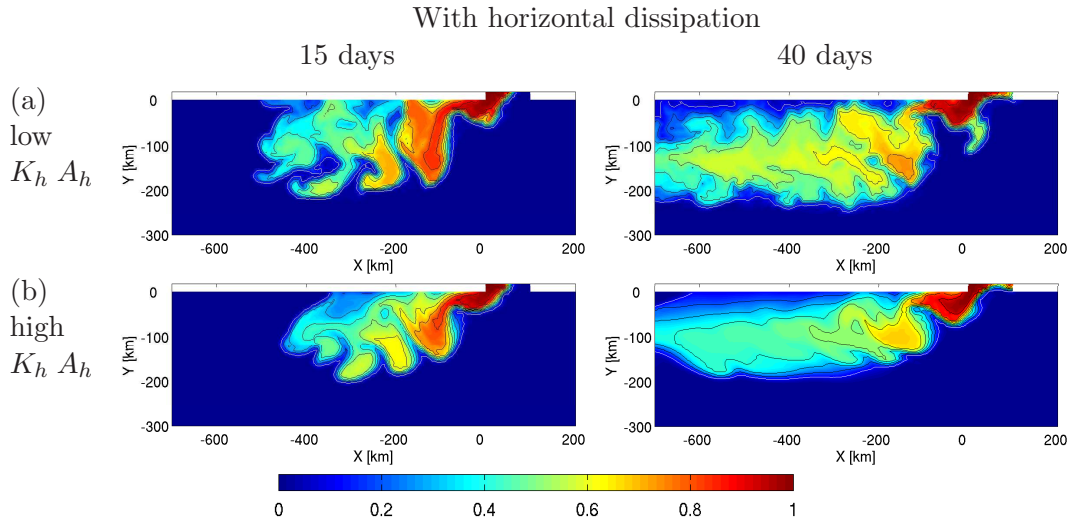 With horizontal dissipation
15 days 40 days
(a)
low
K_h A_h
0
-100
-200
-300
Y [km]
-600 -400 -200 0 200
X [km]
0
-100
-200
-300
Y [km]
-600 -400 -200 0 200
X [km]
(b)
high
K_h A_h
0
-100
-200
-300
Y [km]
-600 -400 -200 0 200
X [km]
0
-100
-200
-300
Y [km]
-600 -400 -200 0 200
X [km]
0 0.2 0.4 0.6 0.8 1